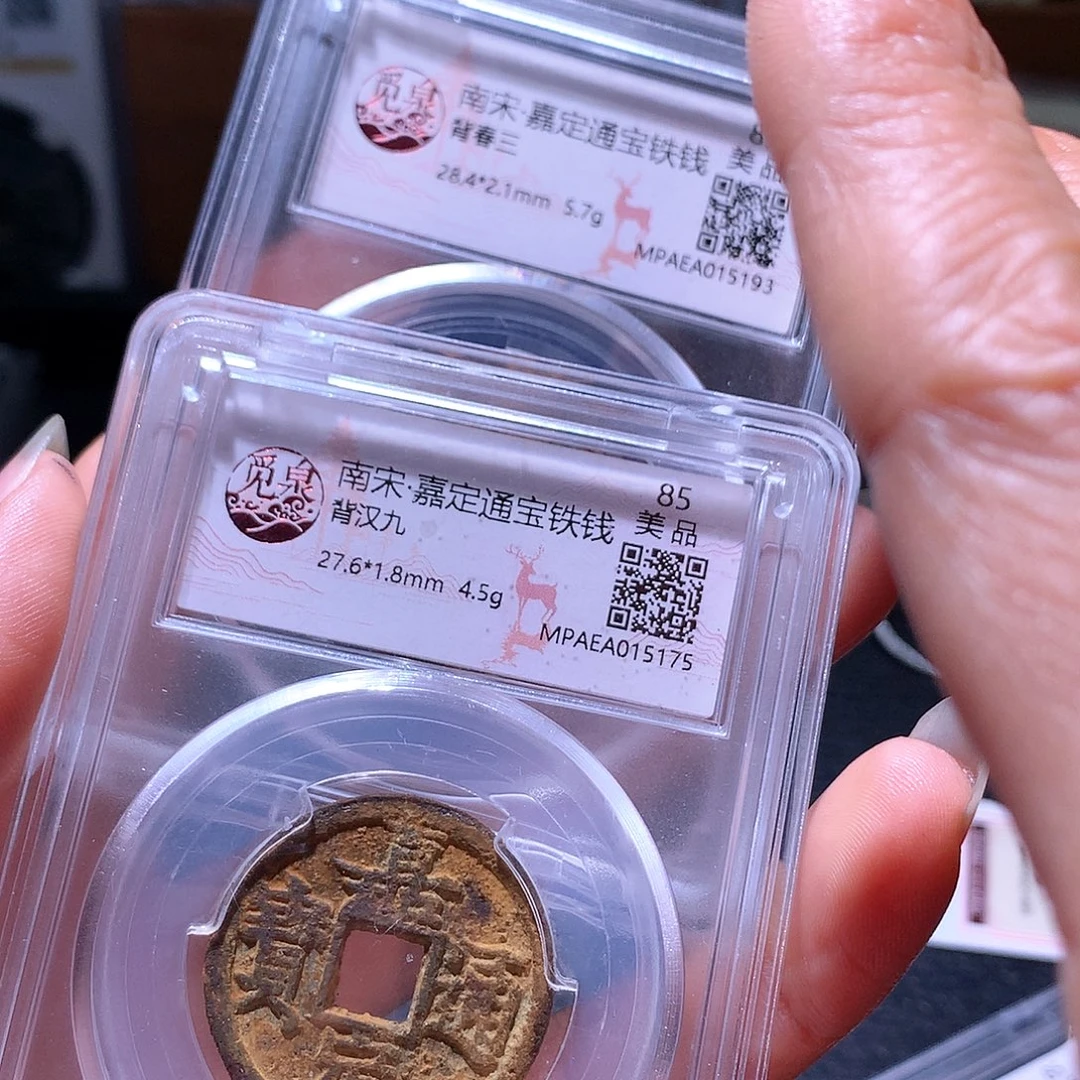 觅泉
南宋·嘉定通宝铁钱
背春三
美品
28.4*2.1mm 5.7g
MPAEA015193
觅泉
南宋·嘉定通宝铁钱
85
背汉九
美品
27.6*1.8mm 4.5g
MPAEA015175
嘉
寶